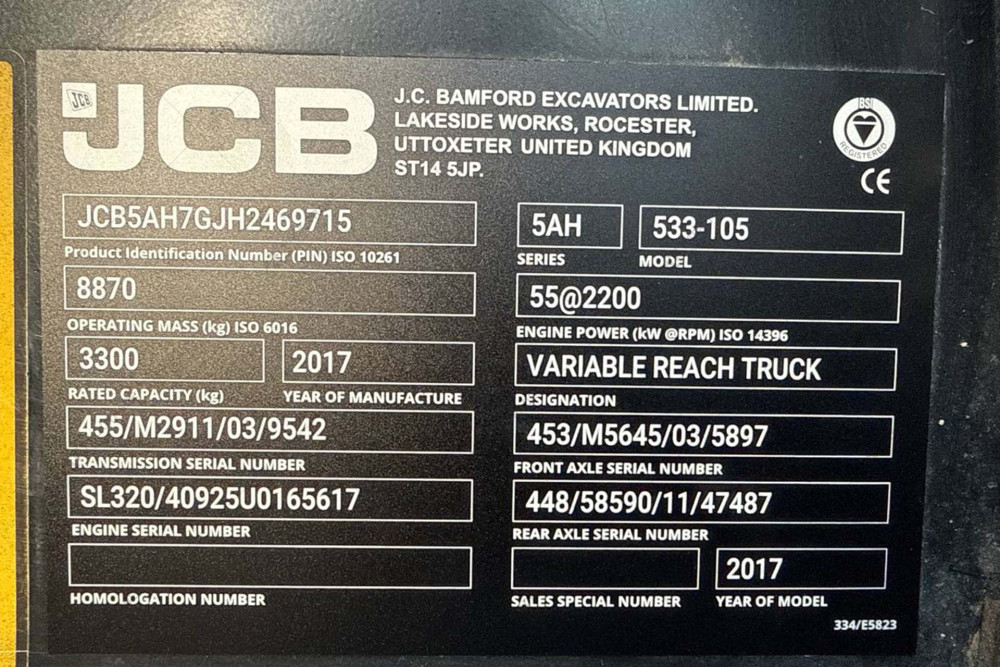 JCB
JCB
J.C. BAMFORD EXCAVATORS LIMITED.
LAKESIDE WORKS, ROCESTER,
UTTOXETER UNITED KINGDOM
ST14 5JP.
BSI
REGISTERED
CE
JCB5AH7GJH2469715
Product Identification Number (PIN) ISO 10261
5AH
SERIES
533-105
MODEL
8870
OPERATING MASS (kg) ISO 6016
55@2200
ENGINE POWER (kW @RPM) ISO 14396
3300
RATED CAPACITY (kg)
2017
YEAR OF MANUFACTURE
VARIABLE REACH TRUCK
DESIGNATION
455/M2911/03/9542
TRANSMISSION SERIAL NUMBER
453/M5645/03/5897
FRONT AXLE SERIAL NUMBER
SL320/40925U0165617
ENGINE SERIAL NUMBER
448/58590/11/47487
REAR AXLE SERIAL NUMBER
HOMOLOGATION NUMBER
SALES SPECIAL NUMBER
2017
YEAR OF MODEL
334/E5823